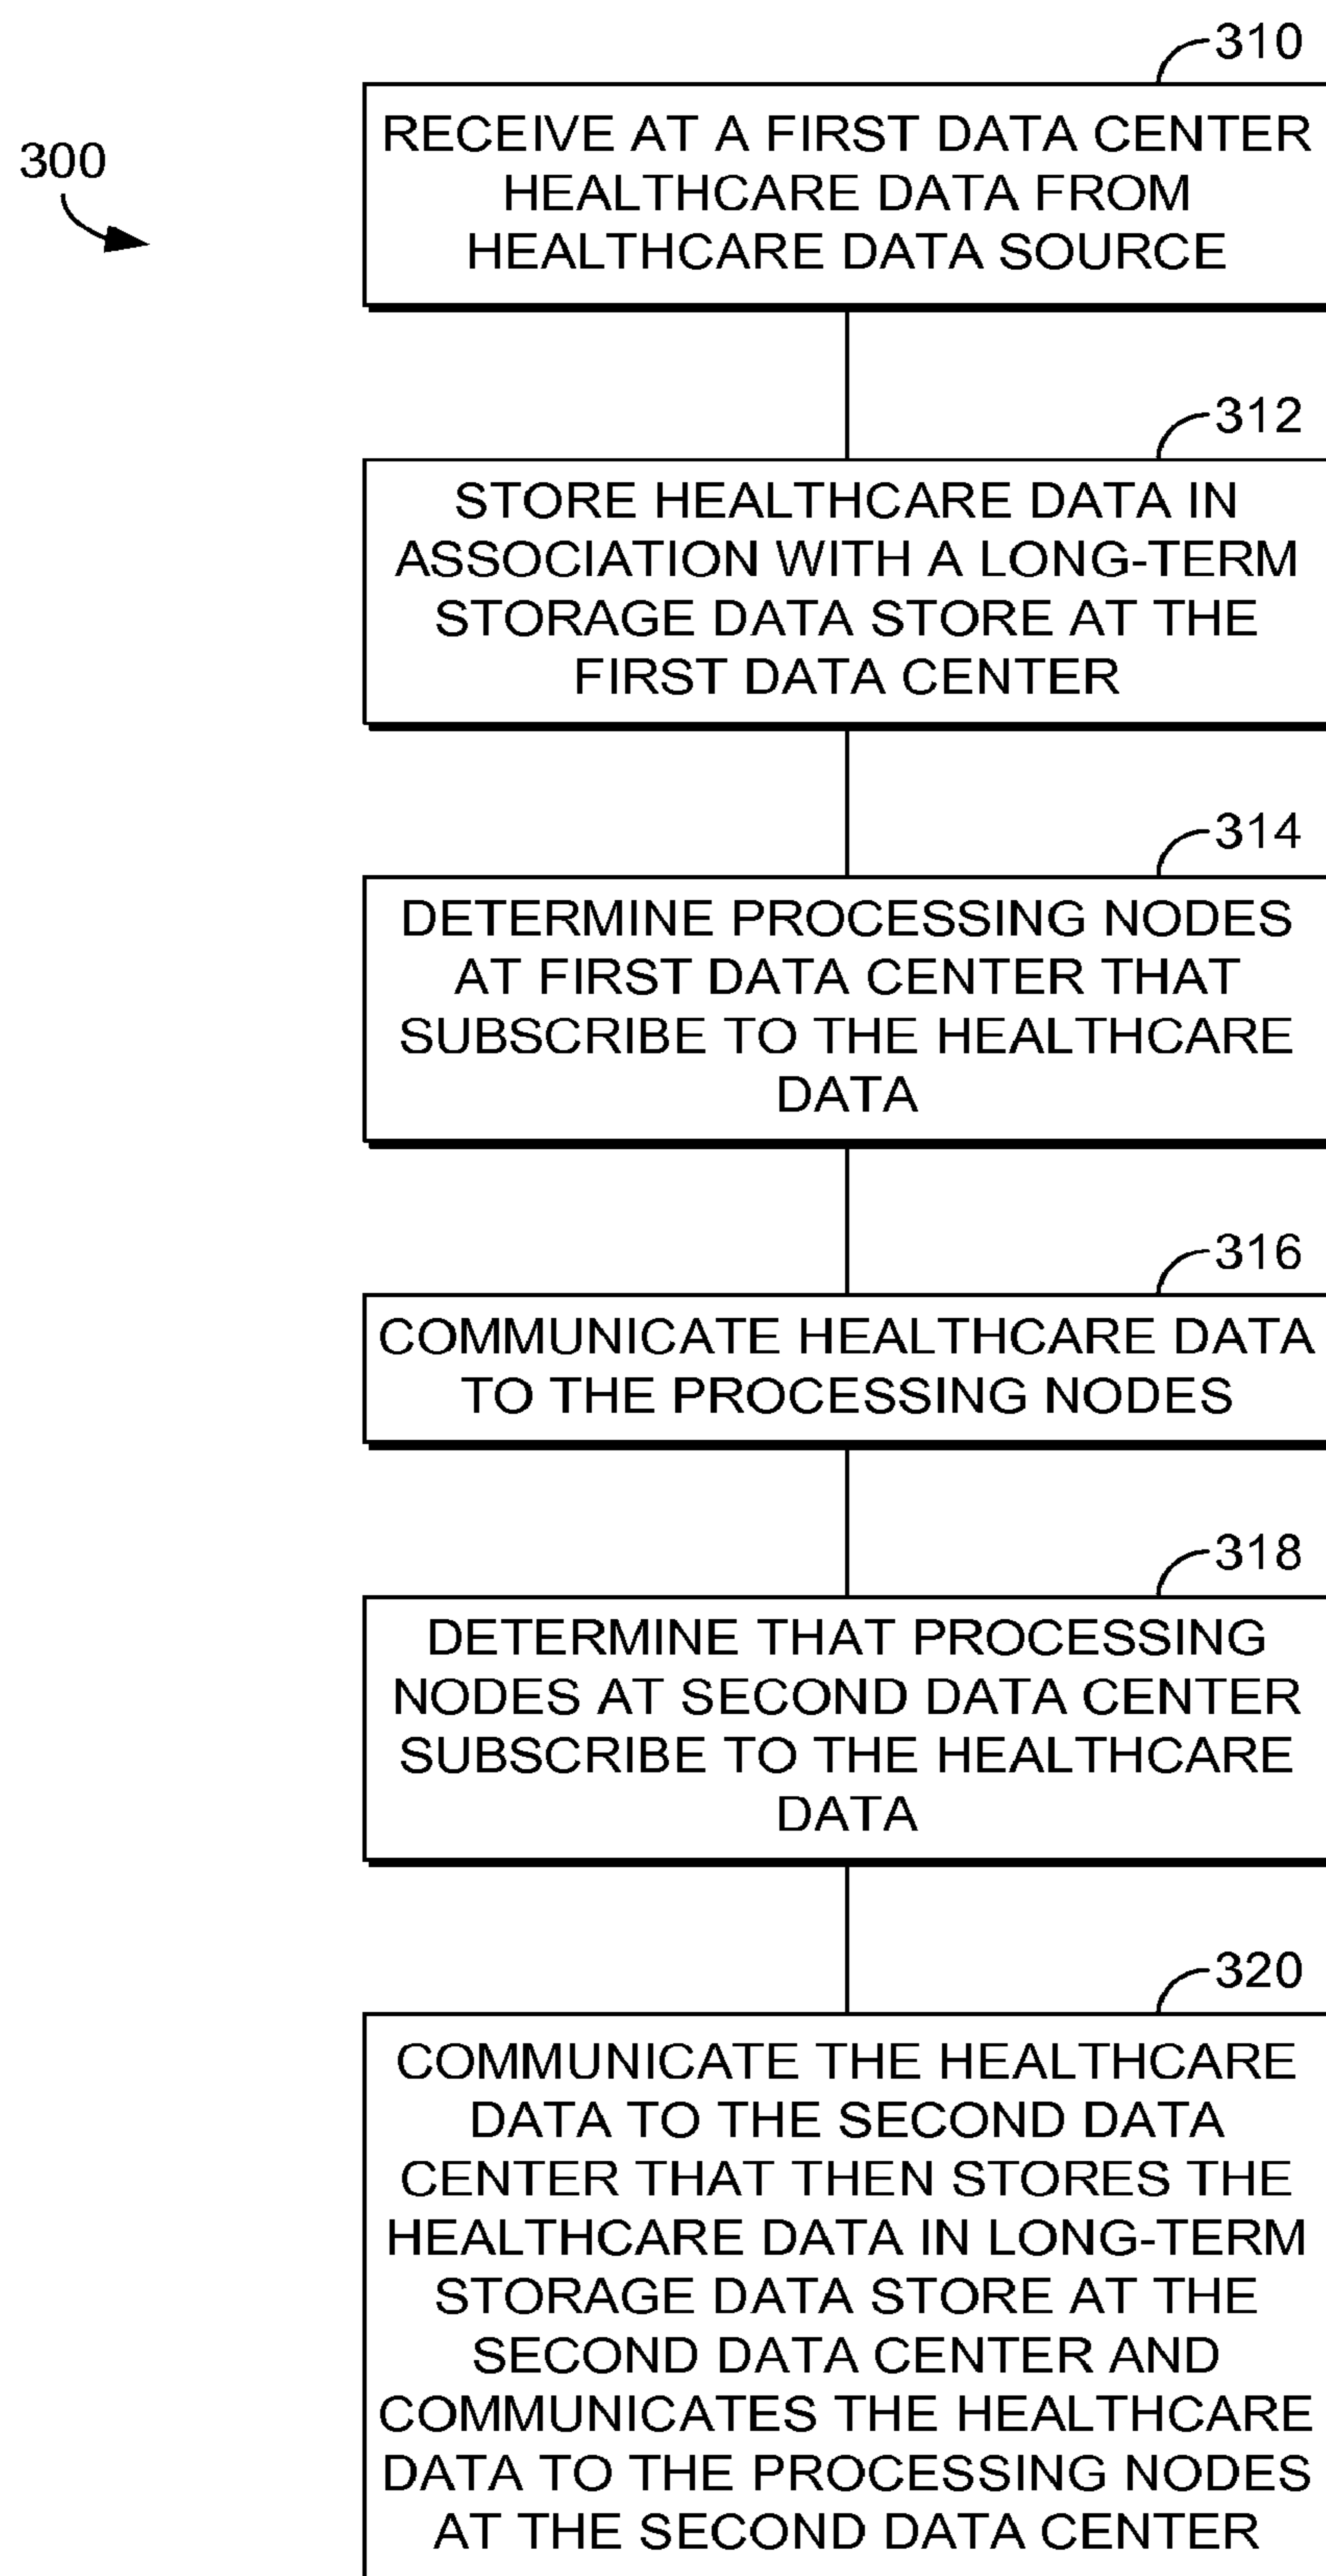 310
300
RECEIVE AT A FIRST DATA CENTER
HEALTHCARE DATA FROM
HEALTHCARE DATA SOURCE
312
STORE HEALTHCARE DATA IN
ASSOCIATION WITH A LONG-TERM
STORAGE DATA STORE AT THE
FIRST DATA CENTER
314
DETERMINE PROCESSING NODES
AT FIRST DATA CENTER THAT
SUBSCRIBE TO THE HEALTHCARE
DATA
316
COMMUNICATE HEALTHCARE DATA
TO THE PROCESSING NODES
318
DETERMINE THAT PROCESSING
NODES AT SECOND DATA CENTER
SUBSCRIBE TO THE HEALTHCARE
DATA
320
COMMUNICATE THE HEALTHCARE
DATA TO THE SECOND DATA
CENTER THAT THEN STORES THE
HEALTHCARE DATA IN LONG-TERM
STORAGE DATA STORE AT THE
SECOND DATA CENTER AND
COMMUNICATES THE HEALTHCARE
DATA TO THE PROCESSING NODES
AT THE SECOND DATA CENTER